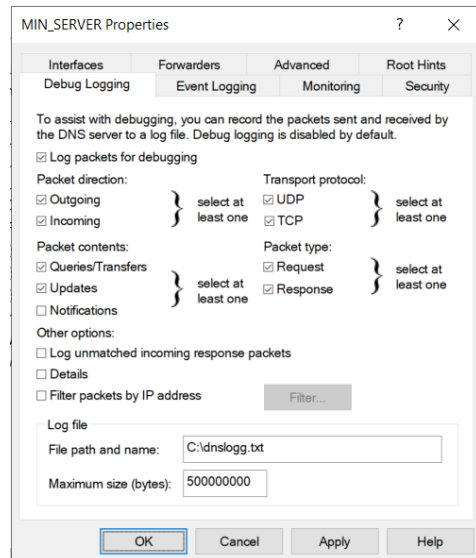 MIN_SERVER Properties ? X
Interfaces Forwarders Advanced Root Hints
Debug Logging Event Logging Monitoring Security
To assist with debugging, you can record the packets sent and received by
the DNS server to a log file. Debug logging is disabled by default.
Log packets for debugging
Packet direction: Transport protocol:
Outgoing select at UDP select at
Incoming least one TCP least one
Packet contents: Packet type:
Queries/Transfers select at Request select at
Updates least one Response least one
Notifications
Other options:
Log unmatched incoming response packets
Details
Filter packets by IP address Filter...
Log file
File path and name: C:\dnslogg.txt
Maximum size (bytes): 500000000
OK Cancel Apply Help